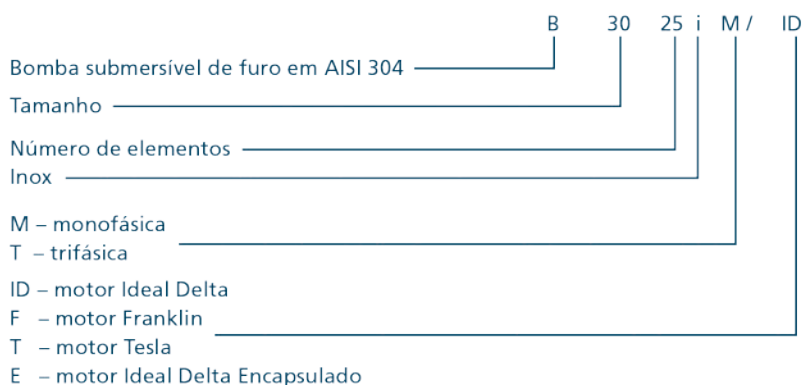 B 30 25 i M / ID
Bomba submersível de furo em AISI 304
Tamanho
Número de elementos
Inox
M – monofásica
T – trifásica
ID – motor Ideal Delta
F – motor Franklin
T – motor Tesla
E – motor Ideal Delta Encapsulado